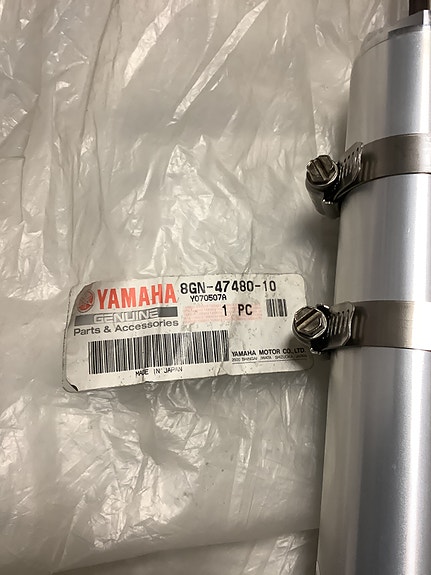 YAMAHA
GENUINE
Parts & Accessories
8GN-47480-10
Y070507A
1 PC
MADE IN JAPAN
YAMAHA MOTOR CO., LTD.